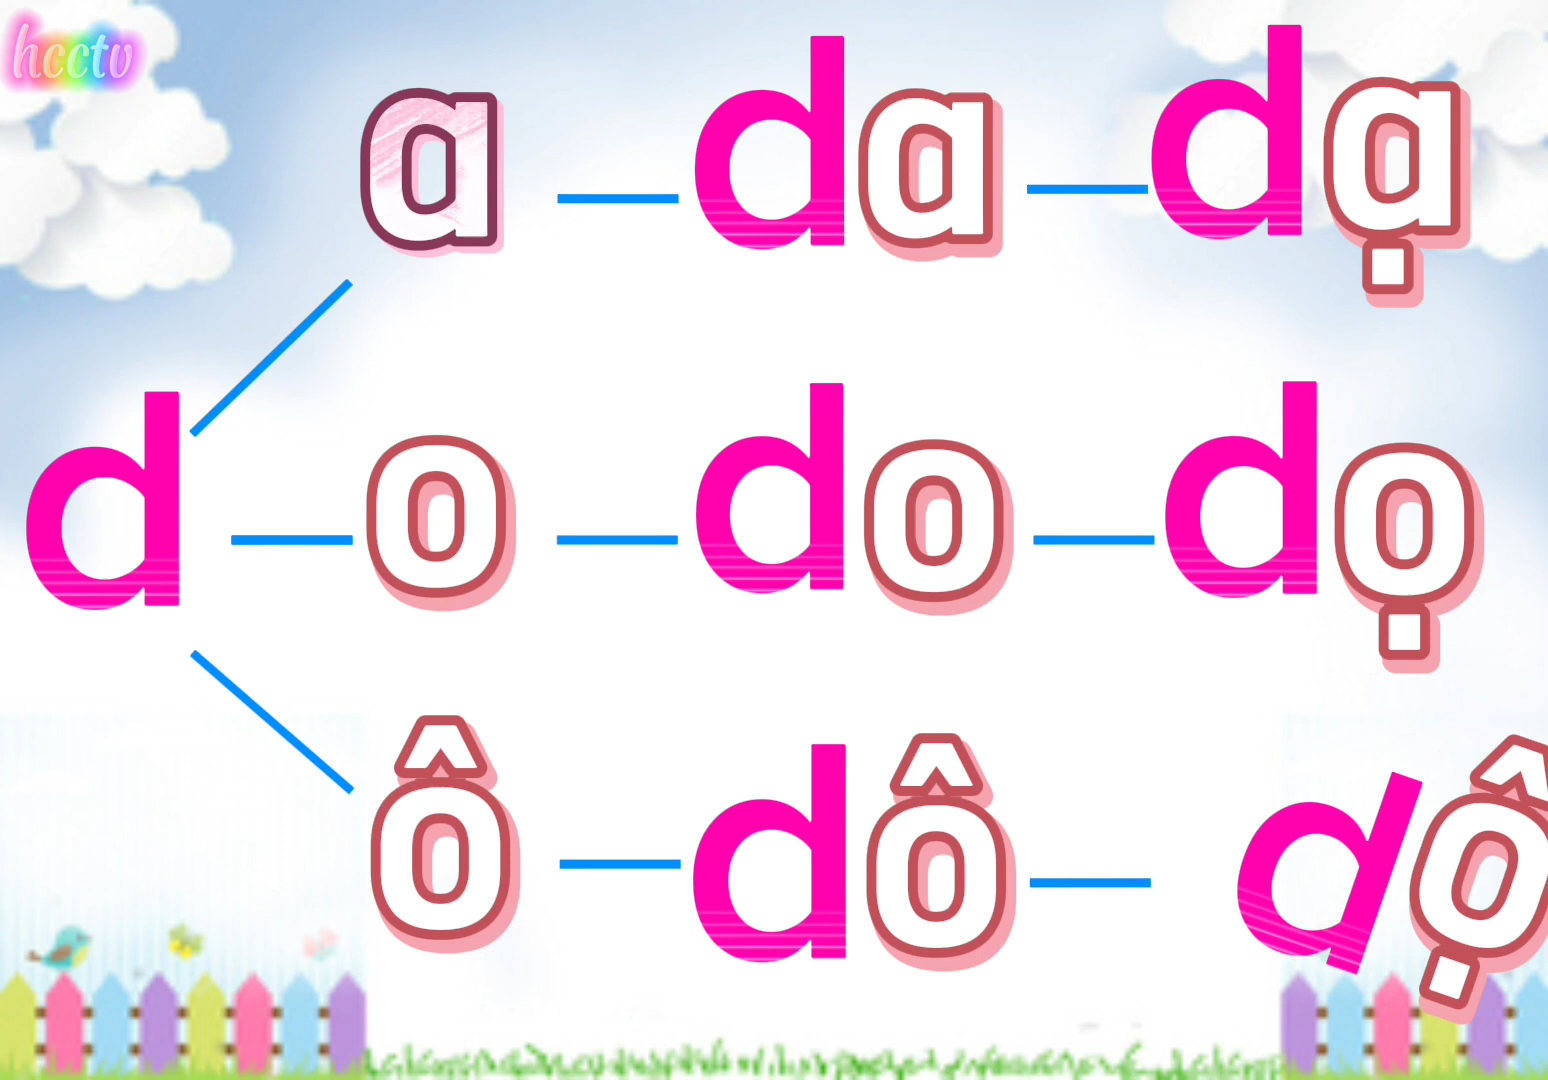 hcctv
a da dạ
d o do dọ
ô dô dộ